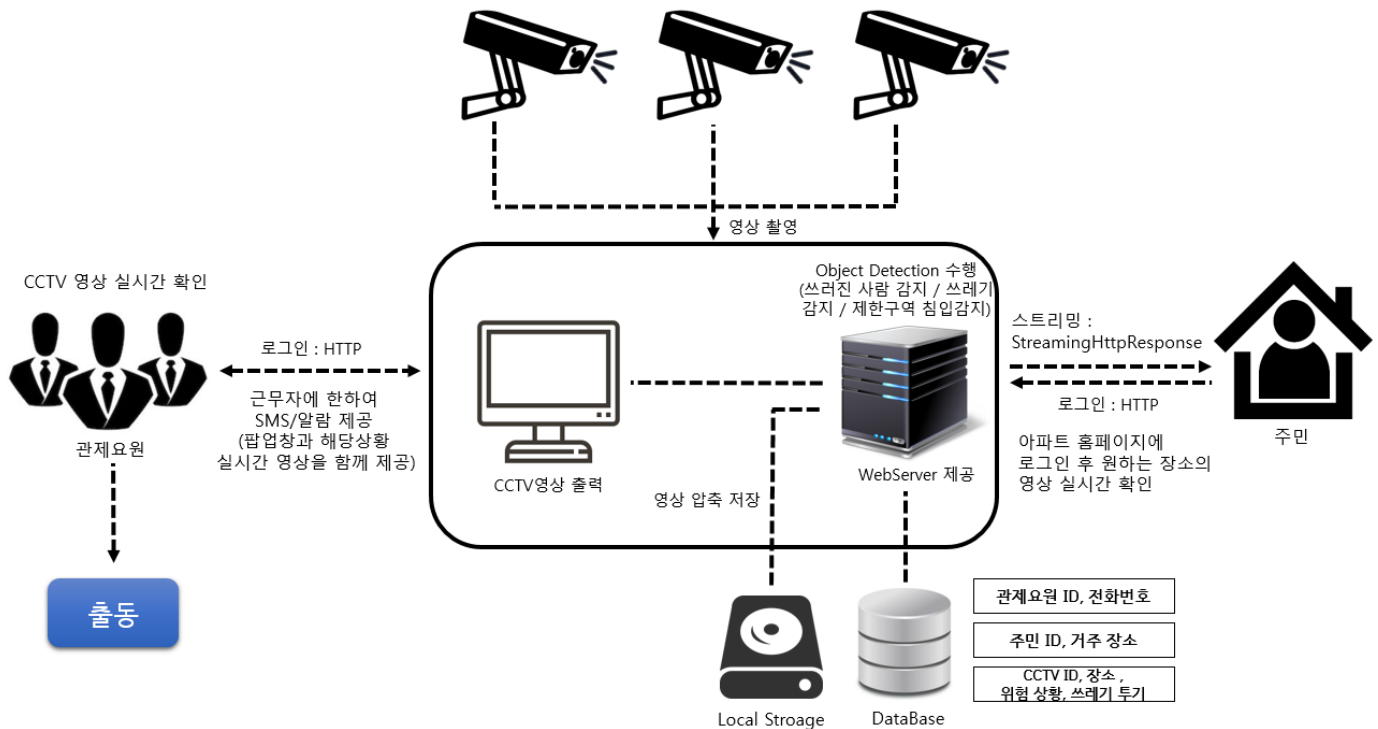 영상 촬영
CCTV 영상 실시간 확인
관제요원
출동
로그인 : HTTP
근무자에 한하여
SMS/알람 제공
(팝업창과 해당상황
실시간 영상을 함께 제공)
CCTV영상 출력
Object Detection 수행
(쓰러진 사람 감지 / 쓰레기
감지 / 제한구역 침입감지)
WebServer 제공
영상 압축 저장
스트리밍 :
StreamingHttpResponse
로그인 : HTTP
아파트 홈페이지에
로그인 후 원하는 장소의
영상 실시간 확인
주민
Local Stroage
DataBase
관제요원 ID, 전화번호
주민 ID, 거주 장소
CCTV ID, 장소 ,
위험 상황, 쓰레기 투기